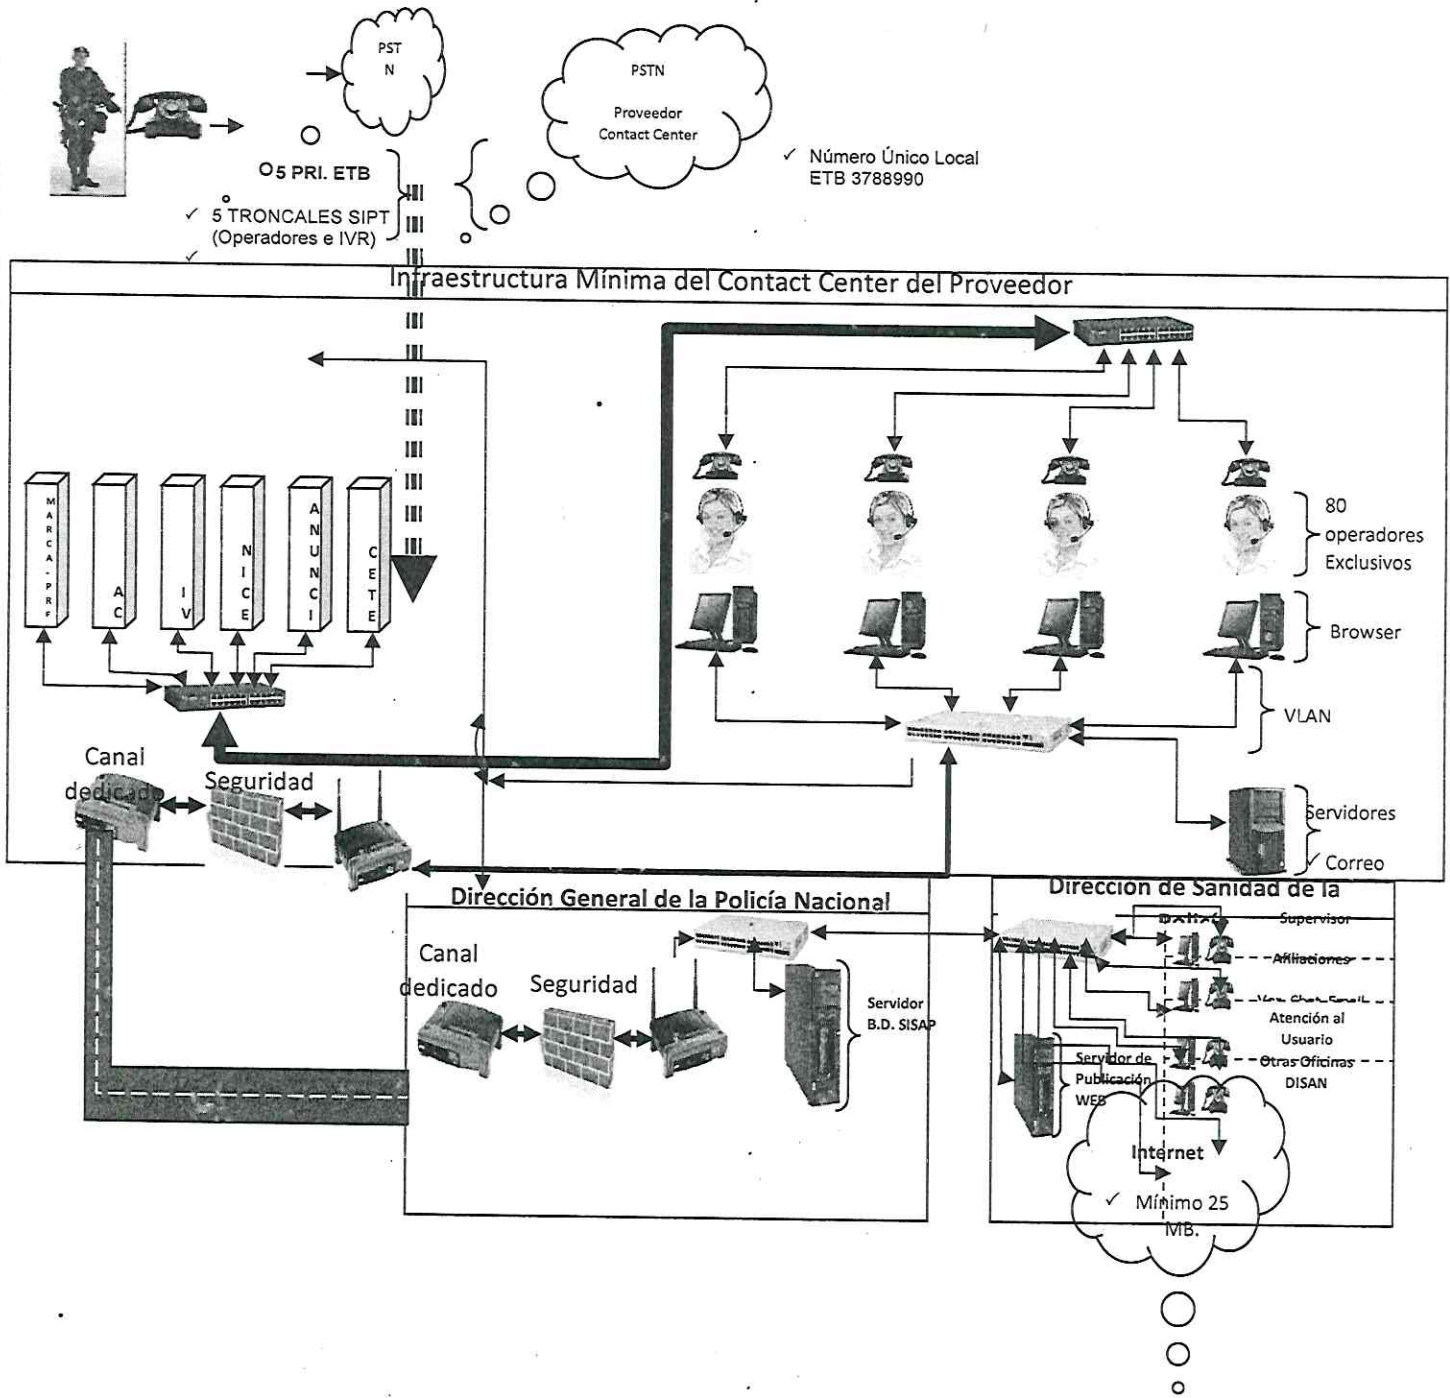 PST
N
PSTN
Proveedor
Contact Center
✓ Número Único Local
ETB 3788990
5 PRI. ETB
✓ 5 TRONCALES SIPT
(Operadores e IVR)
✓
Infraestructura Mínima del Contact Center del Proveedor
MARCA-PRF
AC
IV
NICE
ANUNCI
CETE
80
operadores
Exclusivos
Browser
VLAN
Servidores
✓ Correo
Canal
dedicado
Seguridad
Dirección General de la Policía Nacional
Canal
dedicado
Seguridad
Servidor
B.D. SISAP
Dirección de Sanidad de la
Supervisor
Afiliaciones
Atención al
Usuario
Otras Oficinas
DISAN
Servidor de
Publicación
WEB
Internet
✓ Mínimo 25
MB.